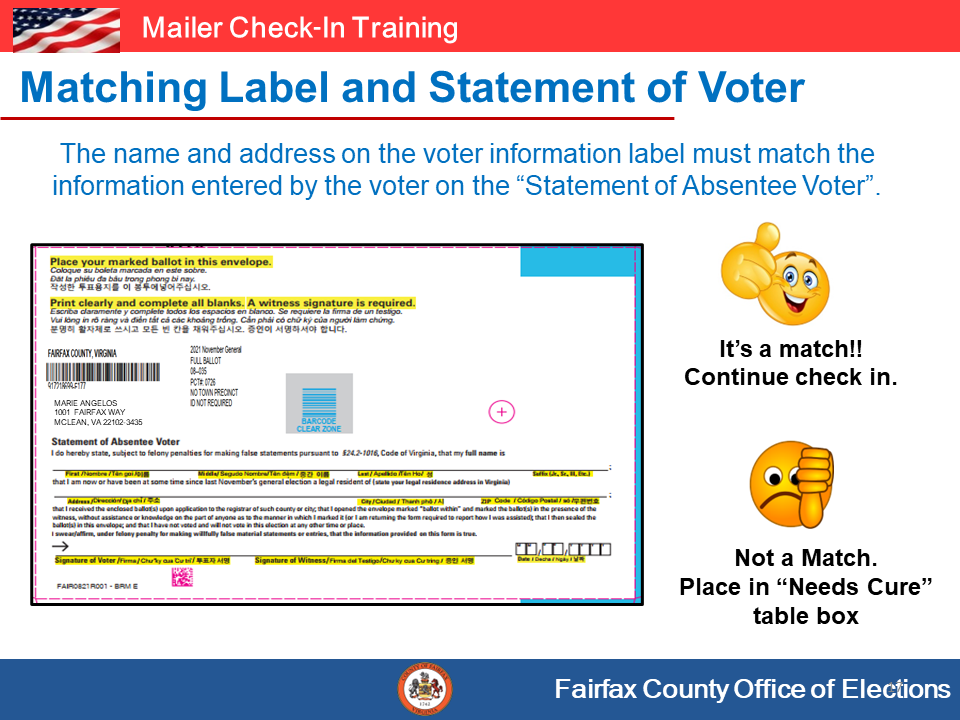 Mailer Check-In Training
Matching Label and Statement of Voter
The name and address on the voter information label must match the
information entered by the voter on the “Statement of Absentee Voter”.
Place your marked ballot in this envelope.
Coloque su boleta marcada en este sobre.
Đặt lá phiếu đã bầu trong phong bì này.
작성한 투표용지를 이 봉투에넣어주십시오.
Print clearly and complete all blanks. A witness signature is required.
Escriba claramente y complete todos los espacios en blanco. Se requiere la firma de un testigo.
Vui lòng in rõ ràng và điền tất cả các khoảng trống. Cần phải có chữ ký của người làm chứng.
분명히 활자체로 쓰시고 모든 빈 칸을 채워주십시오. 증인이 서명하셔야 합니다.
FAIRFAX COUNTY, VIRGINIA
2021 November General
FULL BALLOT
08-035
PCT#: 0726
NO TOWN PRECINCT
ID NOT REQUIRED
MARIE ANGELOS
1001 FAIRFAX WAY
MCLEAN, VA 22102-3435
BARCODE
CLEAR ZONE
Statement of Absentee Voter
I do hereby state, subject to felony penalties for making false statements pursuant to §24.2-1016, Code of Virginia, that my full name is
First /Nombre /Tên gọi /이름 Middle/ Segundo Nombre/Tên đệm / 중간 이름 Last / Apellido /Tên Họ / 성 Suffix (Jr., Sr., III, Etc.)
that I am now or have been at some time since last November's general election a legal resident of (state your legal residence address in Virginia)
Address /Dirección/Địa chỉ / 주소 City /Ciudad / Thành phố / 시 ZIP Code / Código Postal / số /우편번호
that I received the enclosed ballot(s) upon application to the registrar of such county or city; that I opened the envelope marked "ballot within" and marked the ballot(s) in the presence of the
witness, without assistance or knowledge on the part of anyone as to the manner in which I marked it (or I am returning the form required to report how I was assisted); that I then sealed the
ballot(s) in this envelope; and that I have not voted and will not vote in this election at any other time or place.
I swear/affirm, under felony penalty for making willfully false material statements or entries, that the information provided on this form is true.
Signature of Voter /Firma / Chữ ký của Cử tri / 투표자 서명 Signature of Witness/Firma del Testigo/Chữ ký của Cử tri / 증인 서명 Date / Fecha / Ngày / 날짜
FAIR0821R001 - BRM E
It’s a match!!
Continue check in.
Not a Match.
Place in “Needs Cure”
table box
Fairfax County Office of Elections